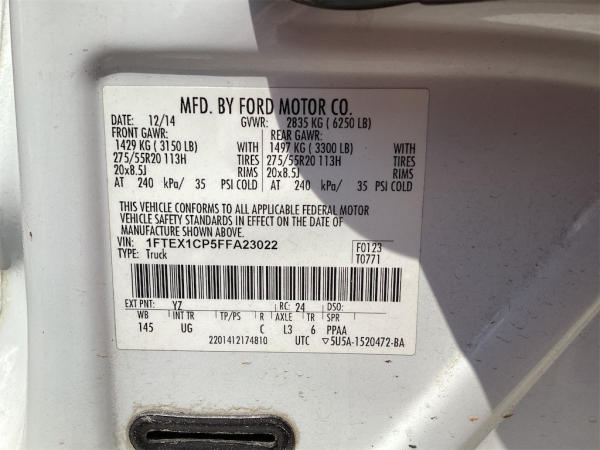 MFD. BY FORD MOTOR CO.
DATE: 12/14 GVWR: 2835 KG ( 6250 LB)
FRONT GAWR: REAR GAWR:
1429 KG ( 3150 LB) WITH 1497 KG ( 3300 LB) WITH
275/55R20 113H TIRES 275/55R20 113H TIRES
20x8.5J RIMS 20x8.5J RIMS
AT 240 kPa/ 35 PSI COLD AT 240 kPa/ 35 PSI COLD
THIS VEHICLE CONFORMS TO ALL APPLICABLE FEDERAL MOTOR
VEHICLE SAFETY STANDARDS IN EFFECT ON THE DATE OF
MANUFACTURE SHOWN ABOVE.
VIN: 1FTEX1CP5FFA23022 F0123
TYPE: Truck T0771
EXT PNT: YZ RC: 24 DSO:
WB INT TR TP/PS R AXLE TR SPR
145 UG C L3 6 PPAA
2201412174810 UTC ▽5U5A-1520472-BA